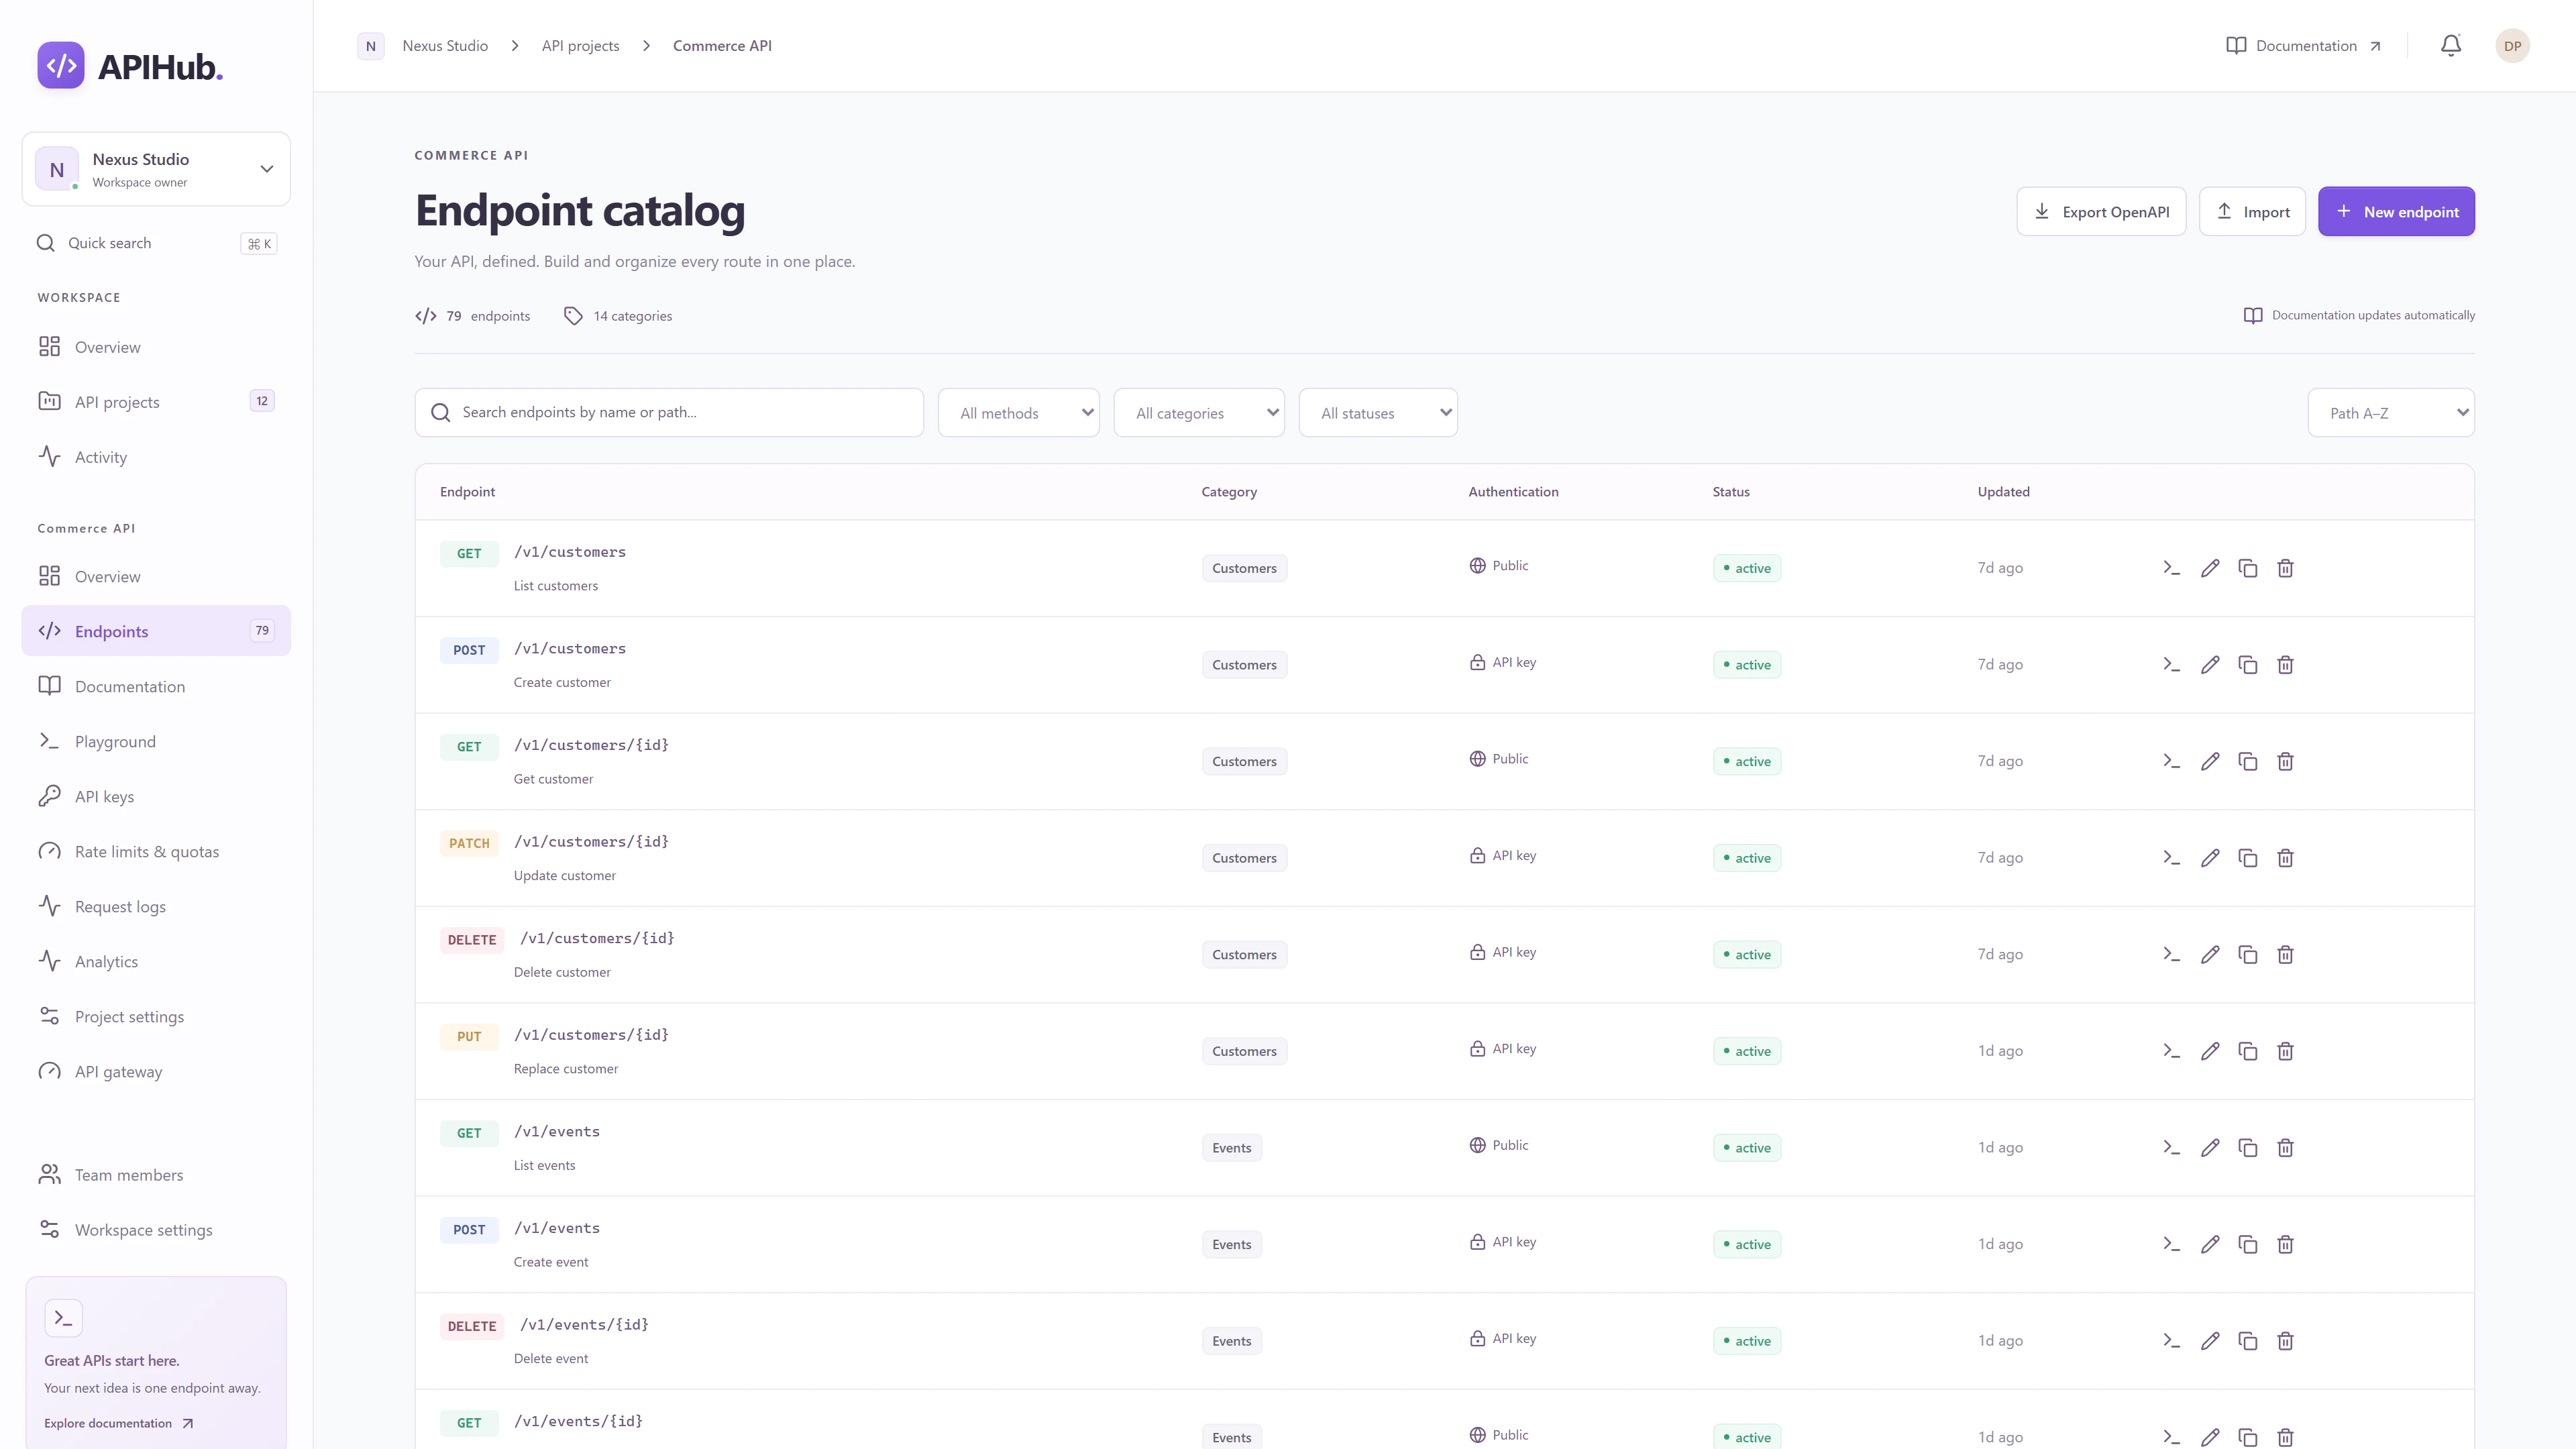 APIHub.
N
Nexus Studio
Workspace owner
Quick search
⌘ K
WORKSPACE
Overview
API projects
12
Activity
Commerce API
Overview
Endpoints
79
Documentation
Playground
API keys
Rate limits & quotas
Request logs
Analytics
Project settings
API gateway
Team members
Workspace settings
Great APIs start here.
Your next idea is one endpoint away.
Explore documentation
N Nexus Studio API projects Commerce API
Documentation
DP
COMMERCE API
Endpoint catalog
Export OpenAPI
Import
New endpoint
Your API, defined. Build and organize every route in one place.
79 endpoints
14 categories
Documentation updates automatically
Search endpoints by name or path...
All methods
All categories
All statuses
Path A–Z
Endpoint Category Authentication Status Updated
GET /v1/customers Customers Public active 7d ago
List customers
POST /v1/customers Customers API key active 7d ago
Create customer
GET /v1/customers/{id} Customers Public active 7d ago
Get customer
PATCH /v1/customers/{id} Customers API key active 7d ago
Update customer
DELETE /v1/customers/{id} Customers API key active 7d ago
Delete customer
PUT /v1/customers/{id} Customers API key active 1d ago
Replace customer
GET /v1/events Events Public active 1d ago
List events
POST /v1/events Events API key active 1d ago
Create event
DELETE /v1/events/{id} Events API key active 1d ago
Delete event
GET /v1/events/{id} Events Public active 1d ago